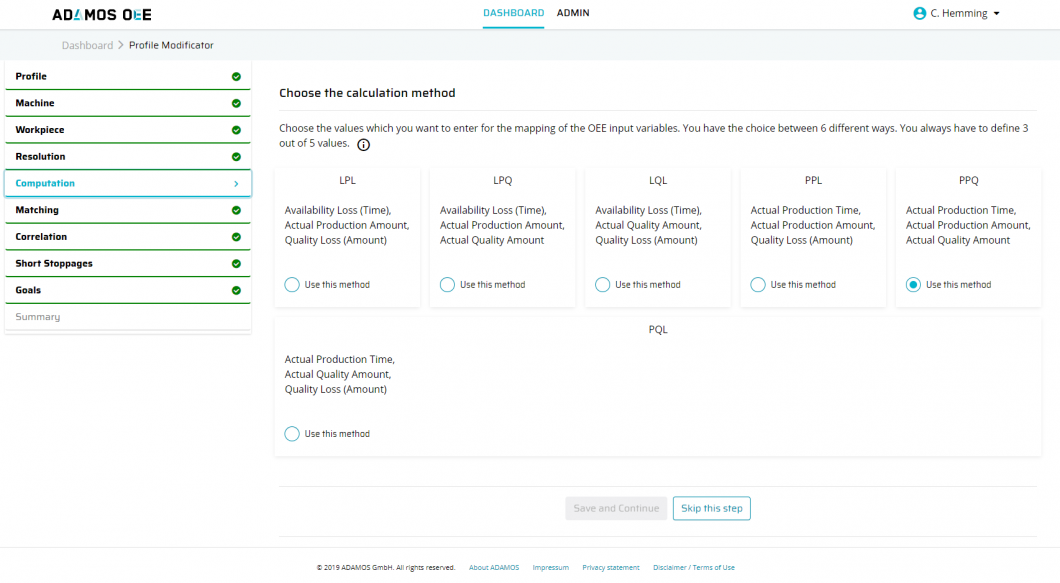 ADAMOS OEE
DASHBOARD ADMIN
C. Hemming
Dashboard > Profile Modificator
Profile
Machine
Workpiece
Resolution
Computation
Matching
Correlation
Short Stoppages
Goals
Summary
Choose the calculation method
Choose the values which you want to enter for the mapping of the OEE input variables. You have the choice between 6 different ways. You always have to define 3
out of 5 values.
LPL
Availability Loss (Time),
Actual Production Amount,
Quality Loss (Amount)
Use this method
LPQ
Availability Loss (Time),
Actual Production Amount,
Actual Quality Amount
Use this method
LQL
Availability Loss (Time),
Actual Quality Amount,
Quality Loss (Amount)
Use this method
PPL
Actual Production Time,
Actual Production Amount,
Quality Loss (Amount)
Use this method
PPQ
Actual Production Time,
Actual Production Amount,
Actual Quality Amount
Use this method
PQL
Actual Production Time,
Actual Quality Amount,
Quality Loss (Amount)
Use this method
Save and Continue
Skip this step
© 2019 ADAMOS GmbH. All rights reserved. About ADAMOS Impressum Privacy statement Disclaimer / Terms of Use